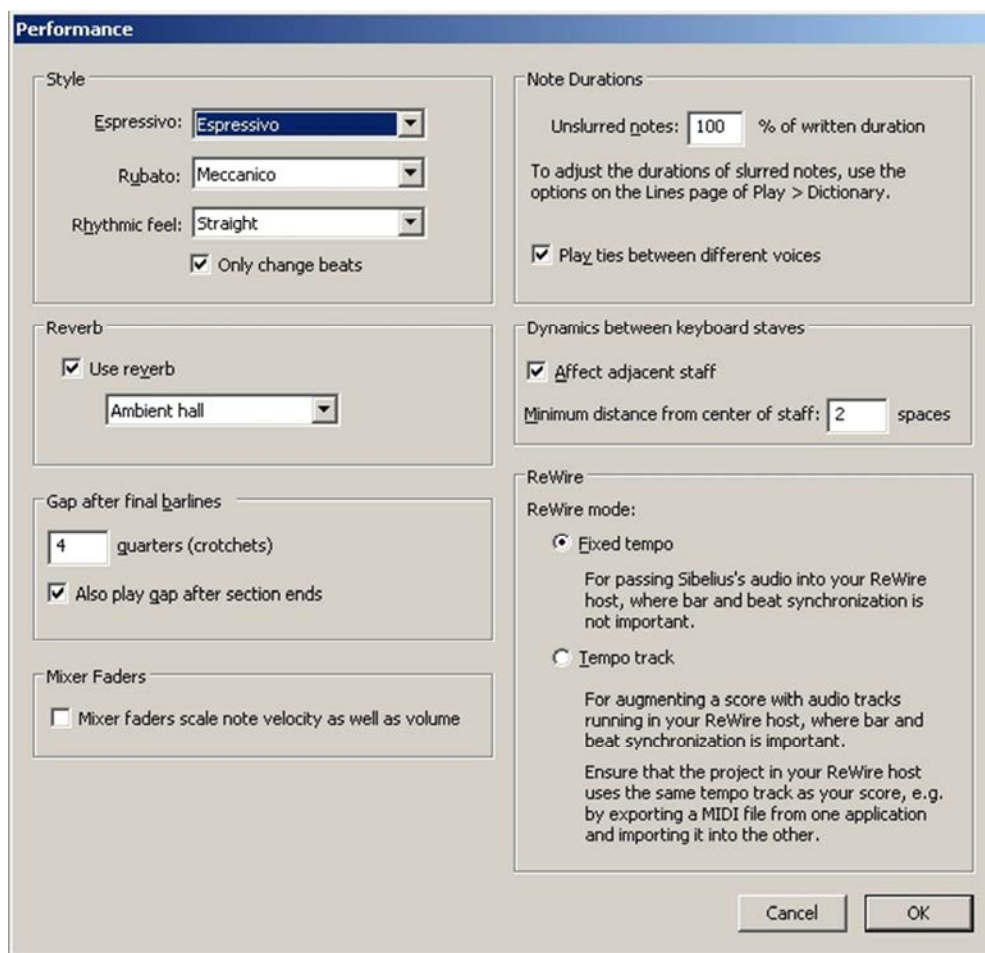 Performance
Style
Espressivo: Espressivo
Rubato: Meccanico
Rhythmic feel: Straight
Only change beats
Reverb
Use reverb
Ambient hall
Gap after final barlines
4 quarters (crotchets)
Also play gap after section ends
Mixer Faders
Mixer faders scale note velocity as well as volume
Note Durations
Unslurred notes: 100 % of written duration
To adjust the durations of slurred notes, use the
options on the Lines page of Play > Dictionary.
Play ties between different voices
Dynamics between keyboard staves
Affect adjacent staff
Minimum distance from center of staff: 2 spaces
ReWire
ReWire mode:
Fixed tempo
For passing Sibelius's audio into your ReWire
host, where bar and beat synchronization is
not important.
Tempo track
For augmenting a score with audio tracks
running in your ReWire host, where bar and
beat synchronization is important.
Ensure that the project in your ReWire host
uses the same tempo track as your score, e.g.
by exporting a MIDI file from one application
and importing it into the other.
Cancel OK